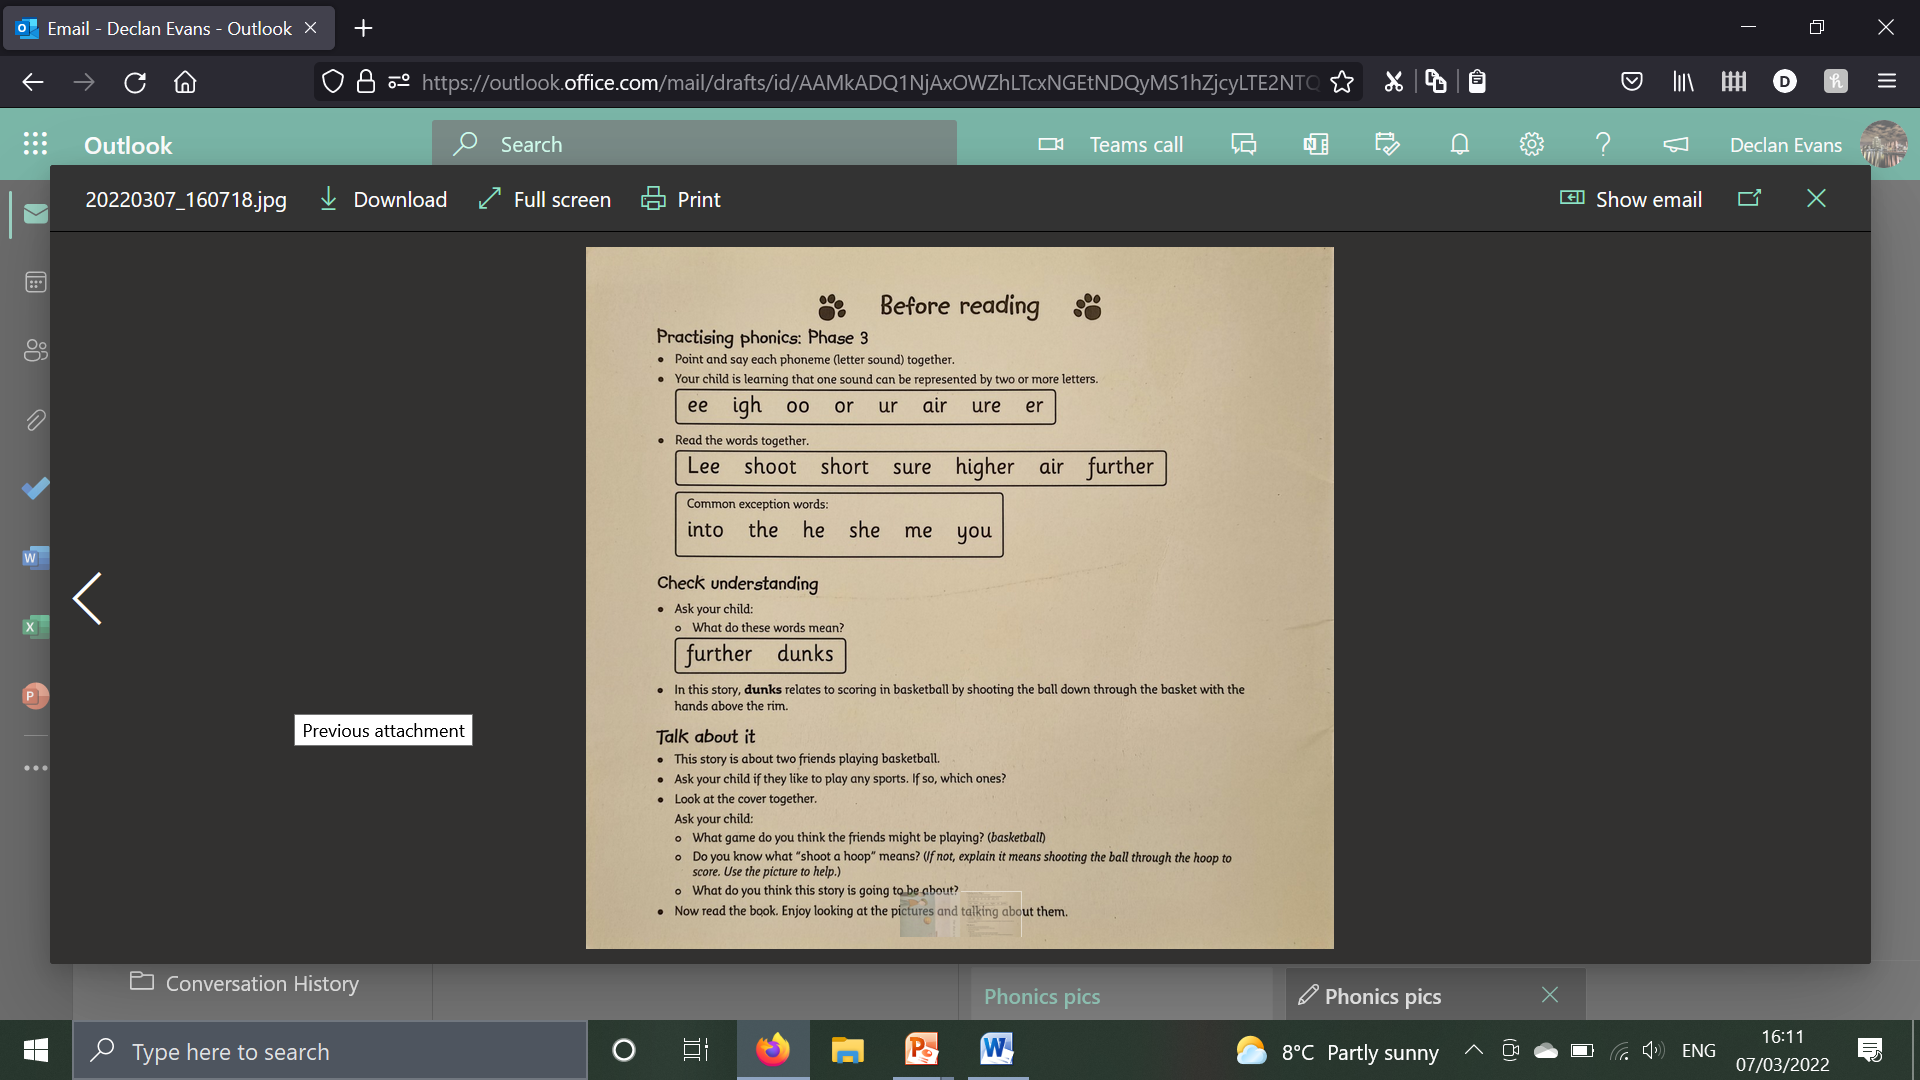 Email - Declan Evans - Outlook
https://outlook.office.com/mail/drafts/id/AAMkADQ1NjAxOWZhLTcxNGEtNDQyMS1hZjcyLTE2NTQ
Outlook
Search
Teams call
Declan Evans
20220307_160718.jpg
Download
Full screen
Print
Show email
Before reading
Practising phonics: Phase 3
• Point and say each phoneme (letter sound) together.
• Your child is learning that one sound can be represented by two or more letters.
ee igh oo or ur air ure er
• Read the words together.
Lee shoot short sure higher air further
Common exception words:
into the he she me you
Check understanding
• Ask your child:
o What do these words mean?
further dunks
• In this story, dunks relates to scoring in basketball by shooting the ball down through the basket with the
hands above the rim.
Talk about it
• This story is about two friends playing basketball.
• Ask your child if they like to play any sports. If so, which ones?
• Look at the cover together.
Ask your child:
o What game do you think the friends might be playing? (basketball)
o Do you know what “shoot a hoop” means? (If not, explain it means shooting the ball through the hoop to
score. Use the picture to help.)
o What do you think this story is going to be about?
• Now read the book. Enjoy looking at the pictures and talking about them.
Previous attachment
Conversation History
Phonics pics
Phonics pics
Type here to search
8°C Partly sunny
ENG
16:11
07/03/2022